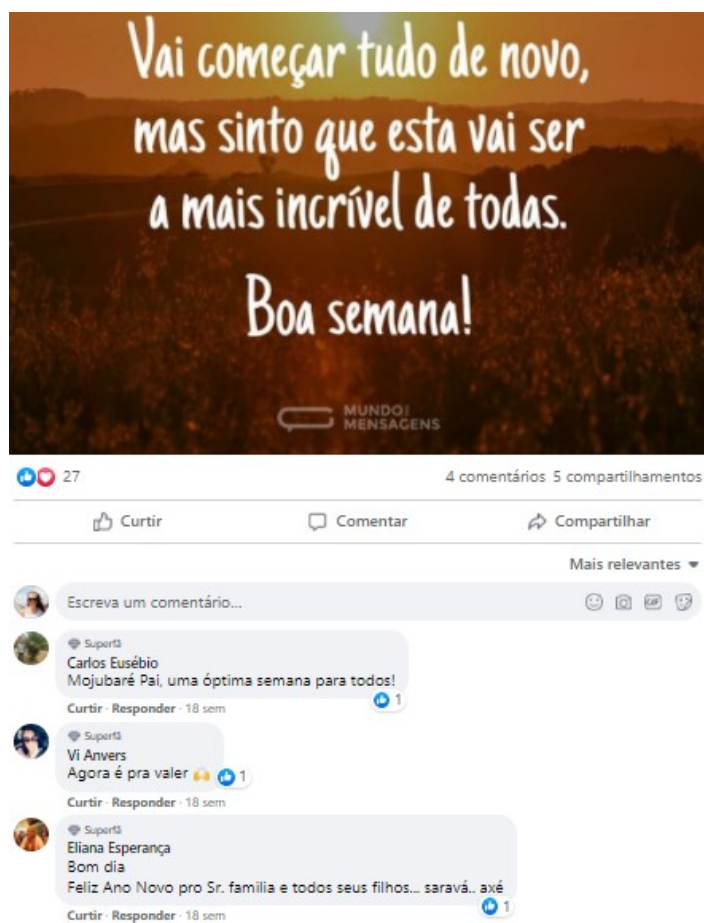 Vai começar tudo de novo,
mas sinto que esta vai ser
a mais incrível de todas.
Boa semana!
MUNDO DAS
MENSAGENS
27
4 comentários 5 compartilhamentos
Curtir
Comentar
Compartilhar
Mais relevantes
Escreva um comentário...
GIF
Superfã
Carlos Eusébio
Mojubaré Pai, uma óptima semana para todos!
1
Curtir · Responder · 18 sem
Superfã
Vi Anvers
Agora é pra valer 🙌
1
Curtir · Responder · 18 sem
Superfã
Eliana Esperança
Bom dia
Feliz Ano Novo pro Sr. familia e todos seus filhos... saravá.. axé
1
Curtir · Responder · 18 sem